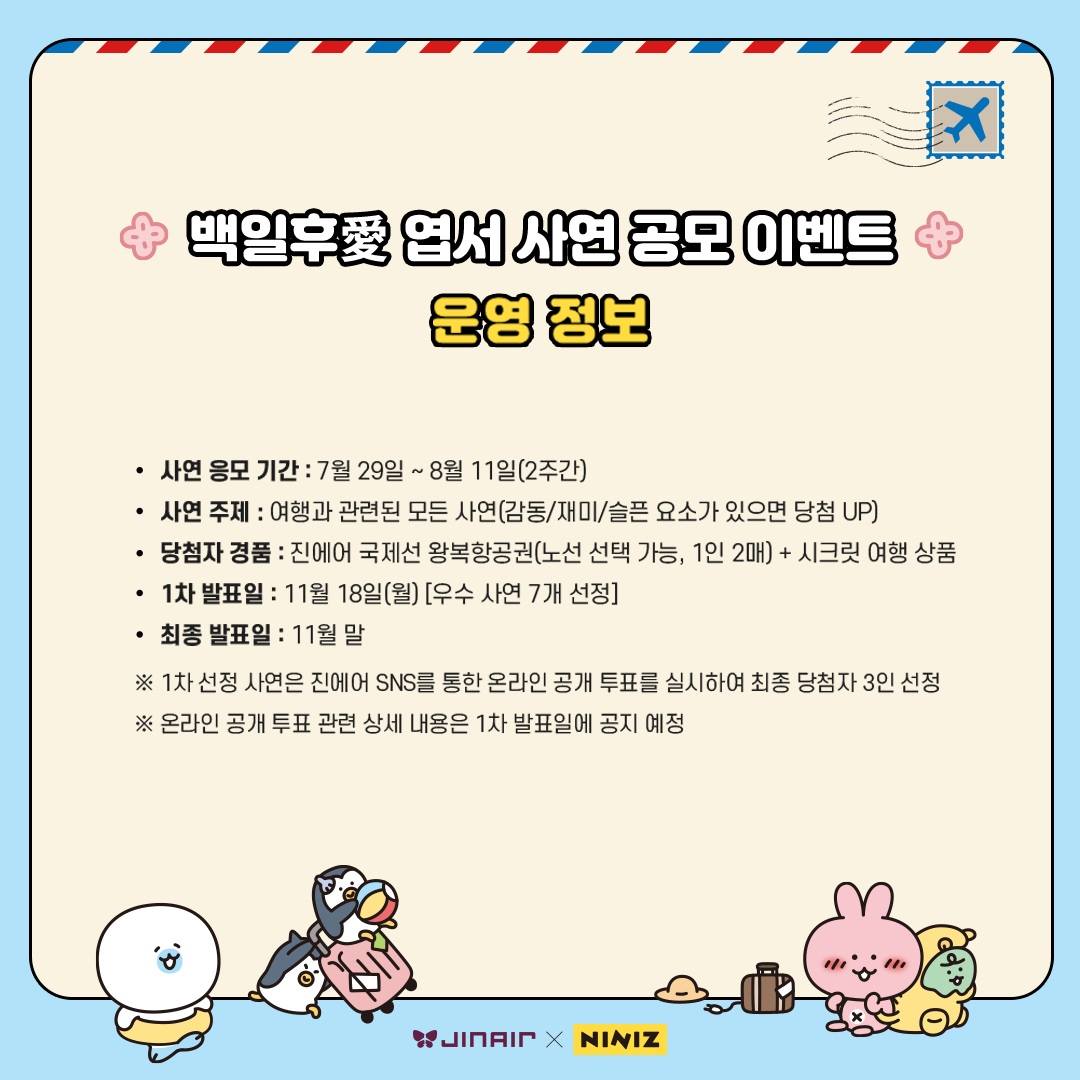 백일후愛 엽서 사연 공모 이벤트
운영 정보
• 사연 응모 기간 : 7월 29일 ~ 8월 11일(2주간)
• 사연 주제 : 여행과 관련된 모든 사연(감동/재미/슬픈 요소가 있으면 당첨 UP)
• 당첨자 경품 : 진에어 국제선 왕복항공권(노선 선택 가능, 1인 2매) + 시크릿 여행 상품
• 1차 발표일 : 11월 18일(월) [우수 사연 7개 선정]
• 최종 발표일 : 11월 말
※ 1차 선정 사연은 진에어 SNS를 통한 온라인 공개 투표를 실시하여 최종 당첨자 3인 선정
※ 온라인 공개 투표 관련 상세 내용은 1차 발표일에 공지 예정
JINAIR × NINIZ